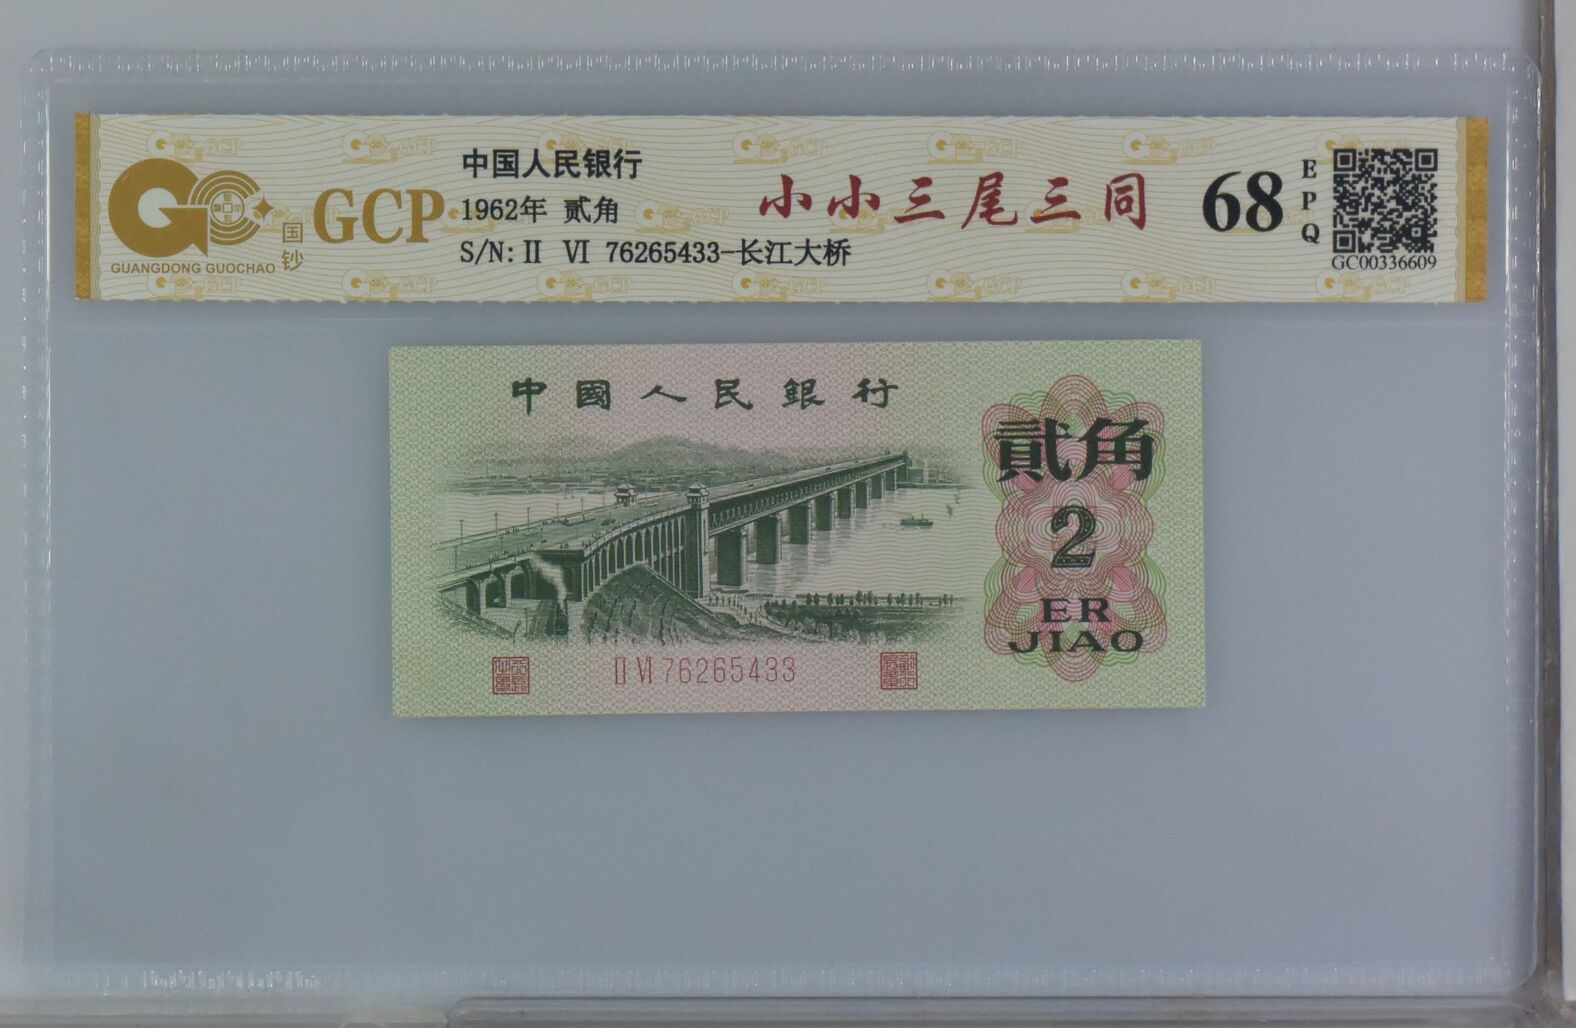 中国人民银行
1962年 贰角
S/N: II VI 76265433-长江大桥
GCP
国钞
GUANGDONG GUOCHAO
小小三尾三同
68
EPQ
GC00336609
中國人民銀行
貳角
2
ER
JIAO
II VI 76265433